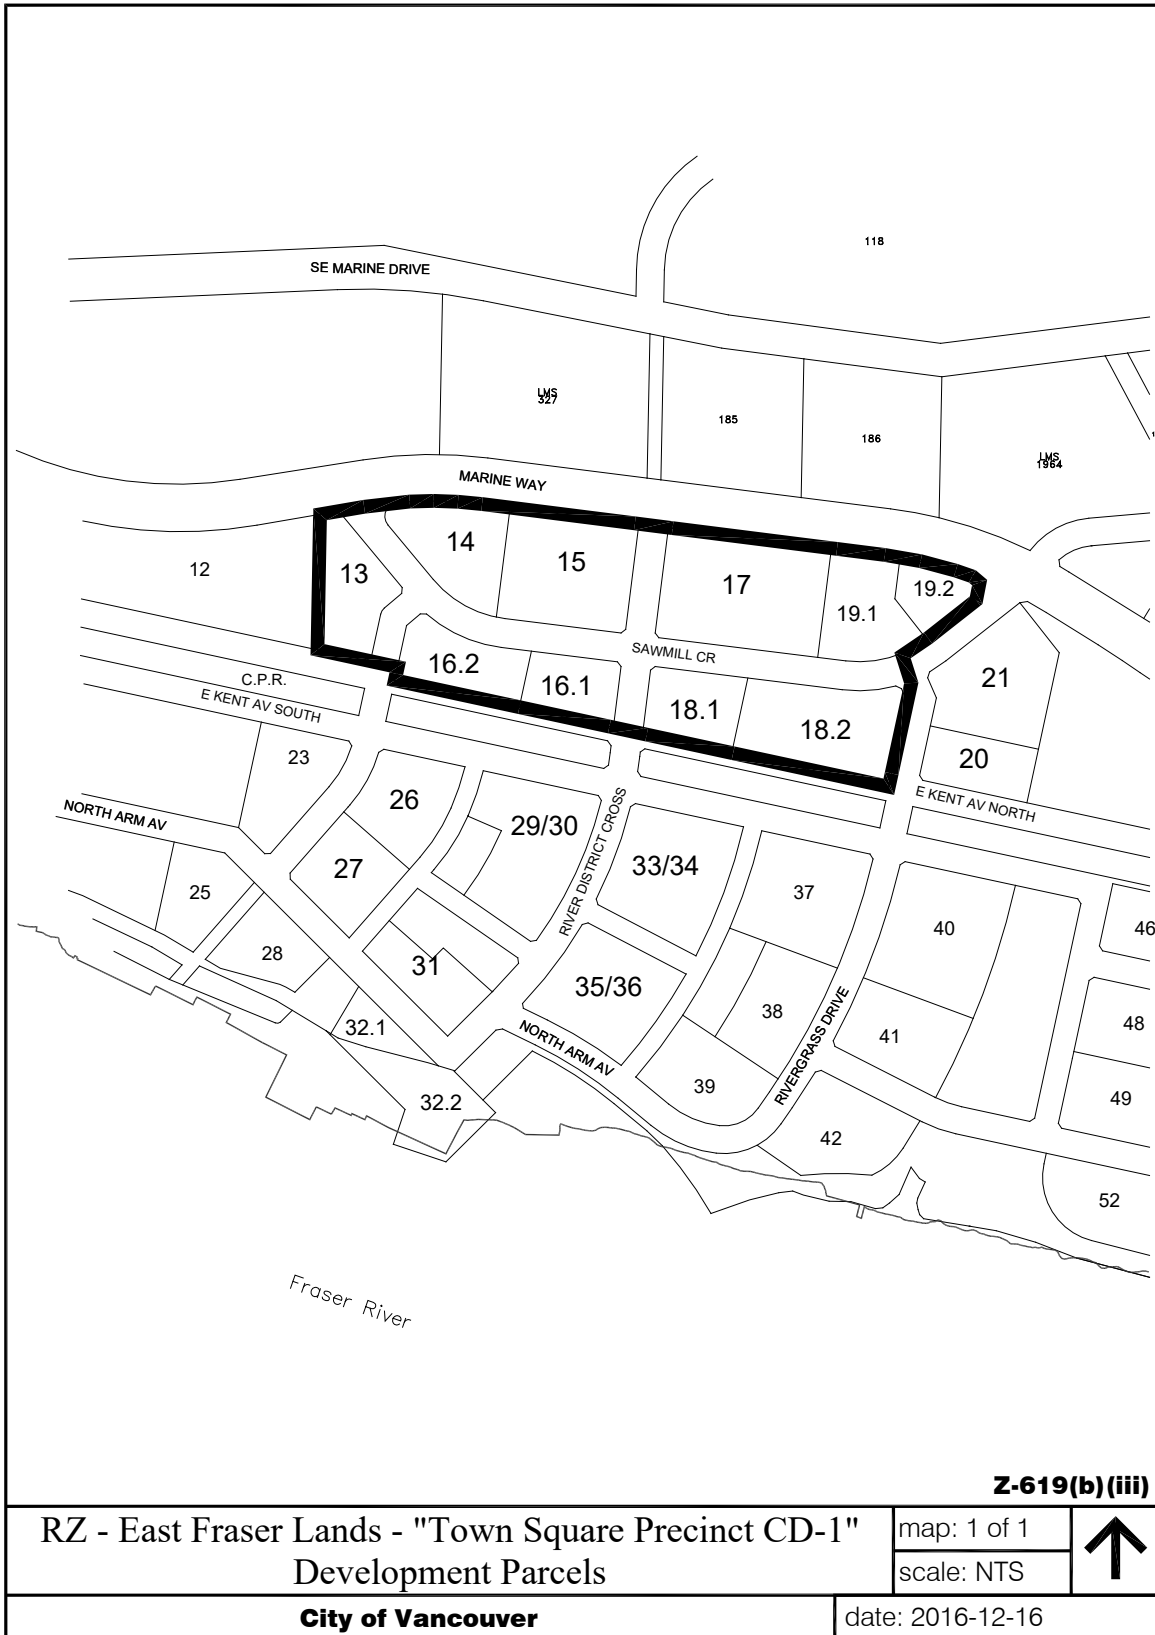 118
SE MARINE DRIVE
LMS
327
185
186
LMS
1964
MARINE WAY
12
13
14
15
17
19.1
19.2
SAWMILL CR
16.2
16.1
18.1
18.2
21
20
C.P.R.
E KENT AV SOUTH
E KENT AV NORTH
23
NORTH ARM AV
26
29/30
RIVER DISTRICT CROSS
33/34
27
37
25
28
31
35/36
40
46
38
32.1
NORTH ARM AV
RIVERGRASS DRIVE
41
48
39
32.2
49
42
52
Fraser River
Z-619(b)(iii)
RZ - East Fraser Lands - "Town Square Precinct CD-1"
Development Parcels
map: 1 of 1
scale: NTS
City of Vancouver
date: 2016-12-16